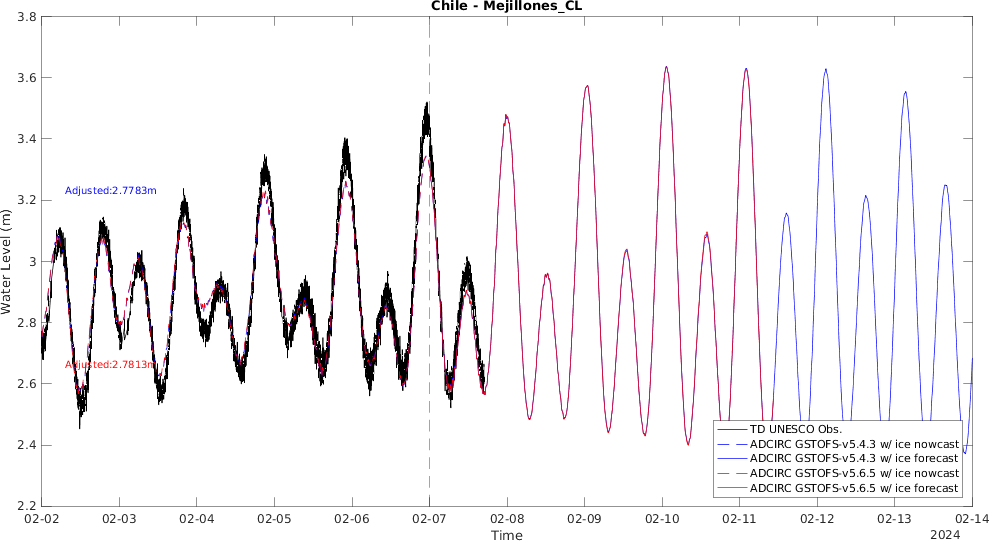 Chile - Mejillones_CL
3.8
3.6
3.4
3.2
3
2.8
2.6
2.4
2.2
Water Level (m)
Adjusted:2.7783m
Adjusted:2.7813m
TD UNESCO Obs.
ADCIRC GSTOFS-v5.4.3 w/ ice nowcast
ADCIRC GSTOFS-v5.4.3 w/ ice forecast
ADCIRC GSTOFS-v5.6.5 w/ ice nowcast
ADCIRC GSTOFS-v5.6.5 w/ ice forecast
02-02 02-03 02-04 02-05 02-06 02-07 02-08 02-09 02-10 02-11 02-12 02-13 02-14
Time
2024